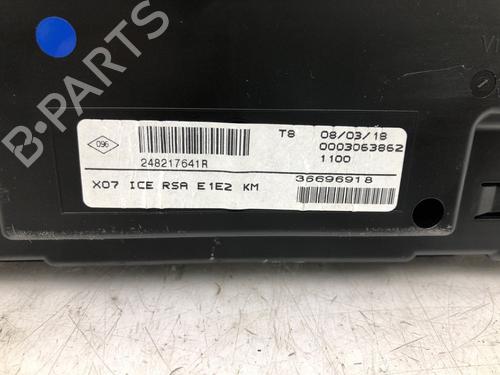 B-PARTS
T8 08/03/18
096
0003063862
248217641R
1100
X07 ICE RSA E1E2 KM
36696918